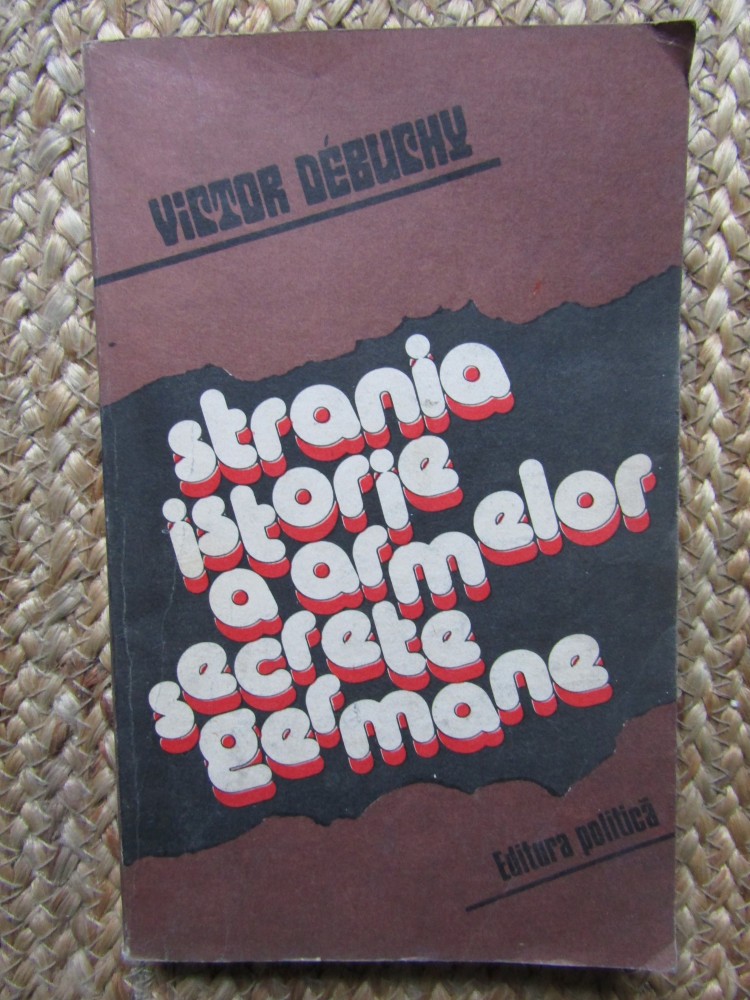 VICTOR DÉBUCHY
strania
istorie
a armelor
secrete
germane
Editura politică